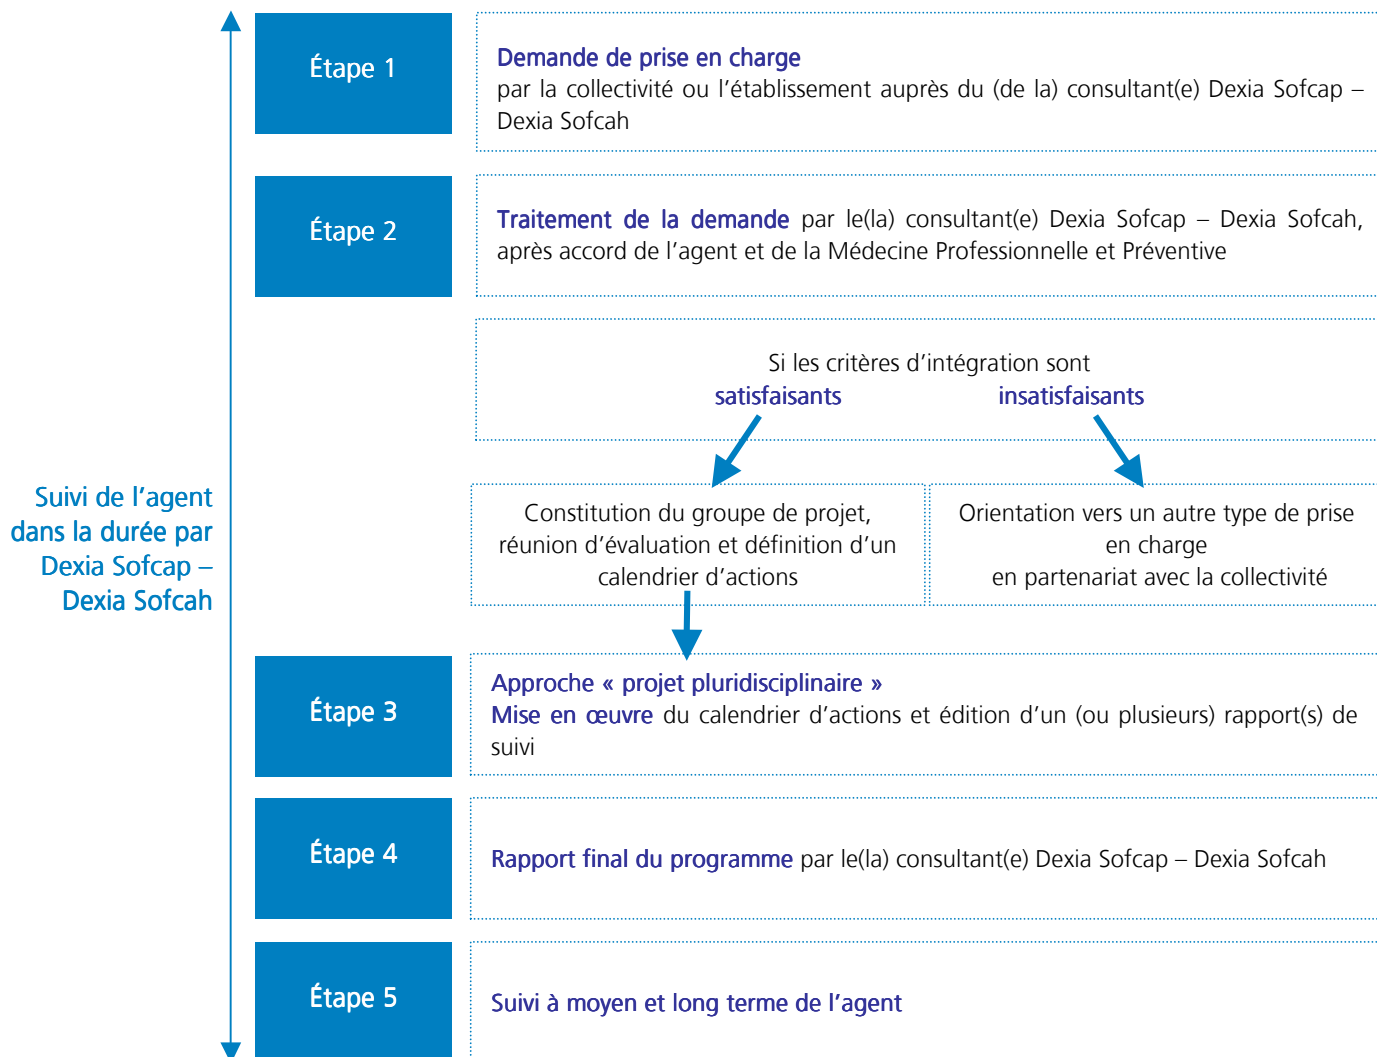 Étape 1
Demande de prise en charge
par la collectivité ou l'établissement auprès du (de la) consultant(e) Dexia Sofcap –
Dexia Sofcah
Étape 2
Traitement de la demande par le(la) consultant(e) Dexia Sofcap – Dexia Sofcah,
après accord de l'agent et de la Médecine Professionnelle et Préventive
Si les critères d'intégration sont
satisfaisants insatisfaisants
Suivi de l'agent
dans la durée par
Dexia Sofcap –
Dexia Sofcah
Constitution du groupe de projet,
réunion d'évaluation et définition d'un
calendrier d'actions
Orientation vers un autre type de prise
en charge
en partenariat avec la collectivité
Étape 3
Approche « projet pluridisciplinaire »
Mise en œuvre du calendrier d'actions et édition d'un (ou plusieurs) rapport(s) de
suivi
Étape 4
Rapport final du programme par le(la) consultant(e) Dexia Sofcap – Dexia Sofcah
Étape 5
Suivi à moyen et long terme de l'agent